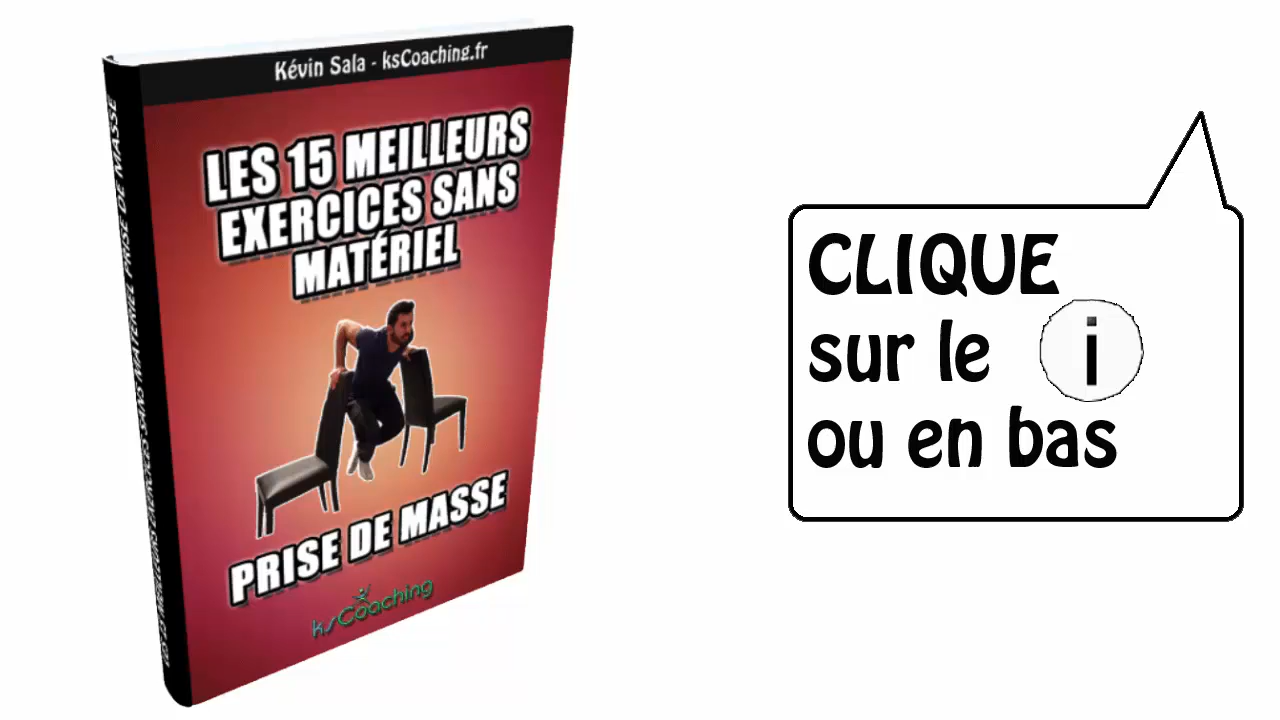 Kévin Sala - ksCoaching.fr
LES 15 MEILLEURS
EXERCICES SANS
MATÉRIEL
PRISE DE MASSE
ksCoaching
LES 15 MEILLEURS EXERCICES SANS MATERIEL PRISE DE MASSE
CLIQUE
sur le i
ou en bas